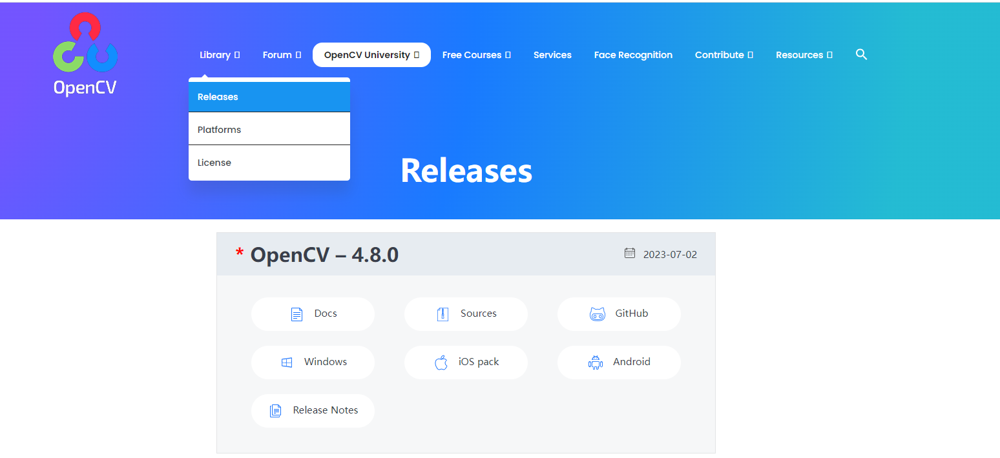 OpenCV
Library Forum OpenCV University Free Courses Services Face Recognition Contribute Resources
Releases
Platforms
License
Releases
* OpenCV – 4.8.0 2023-07-02
Docs Sources GitHub
Windows iOS pack Android
Release Notes